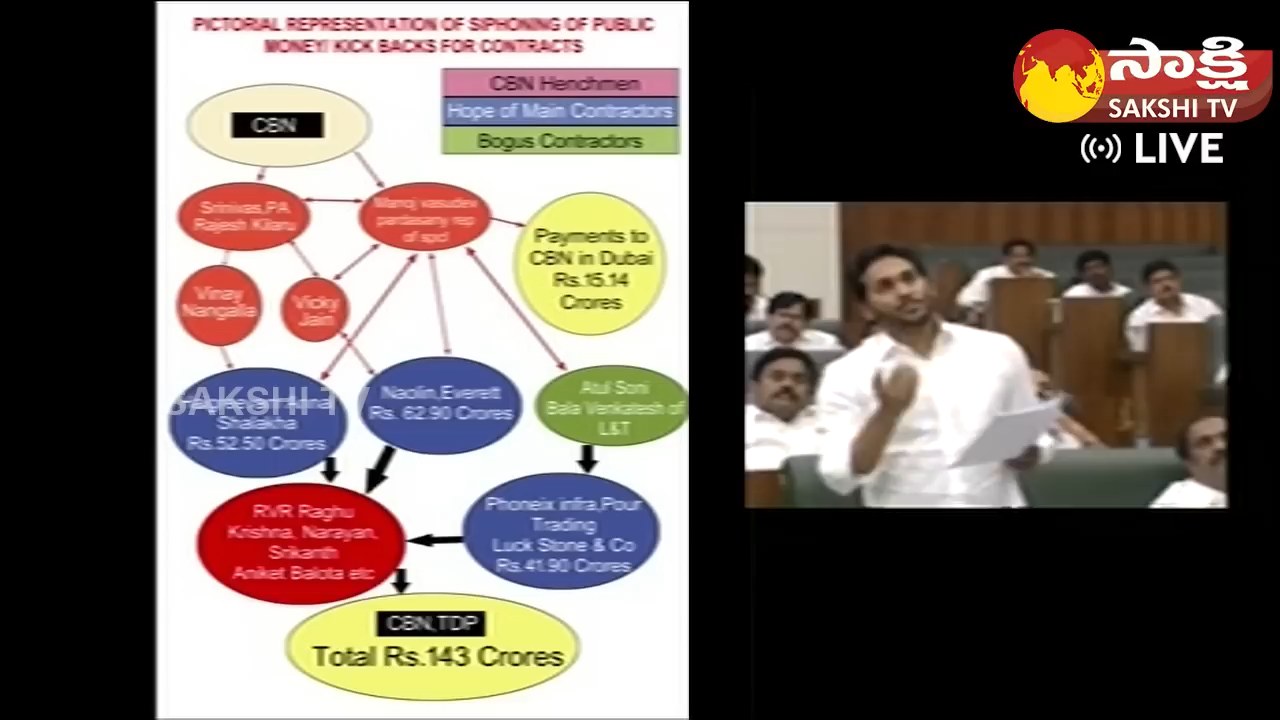 PICTORIAL REPRESENTATION OF SIPHONING OF PUBLIC
MONEY/ KICK BACKS FOR CONTRACTS
CBN Henchmen
Hope of Main Contractors
Bogus Contractors
CBN
Srinivas,PA
Rajesh Kilaru
Manoj vasudev
pardasany rep
of spcl
Payments to
CBN in Dubai
Rs.15.14
Crores
Vinay
Nangalla
Vicky
Jain
Shalakha
Rs.52.50 Crores
Naolin,Everett
Rs. 62.90 Crores
Atul Soni
Bala Venkatesh of
L&T
RVR Raghu
Krishna, Narayan,
Srikanth
Aniket Balota etc
Phoneix infra,Pour
Trading
Luck Stone & Co
Rs.41.90 Crores
CBN,TDP
Total Rs.143 Crores
SAKSHI TV
సాక్షి
SAKSHI TV
LIVE